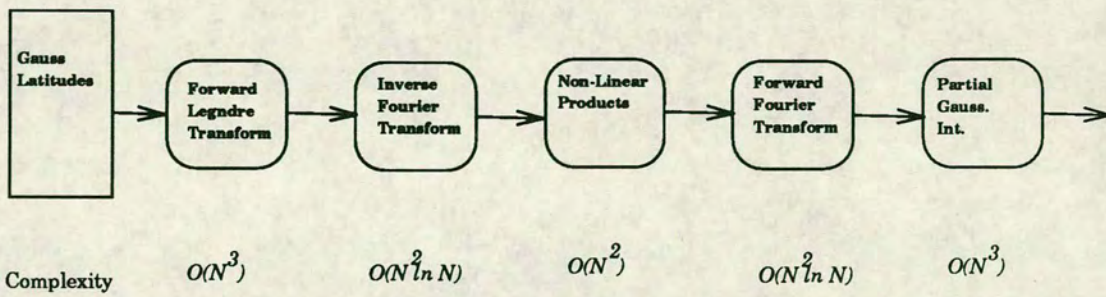 Gauss
Latitudes
Forward
Legndre
Transform
Inverse
Fourier
Transform
Non-Linear
Products
Forward
Fourier
Transform
Partial
Gauss.
Int.
Complexity
O(N^3)
O(N^2 ln N)
O(N^2)
O(N^2 ln N)
O(N^3)